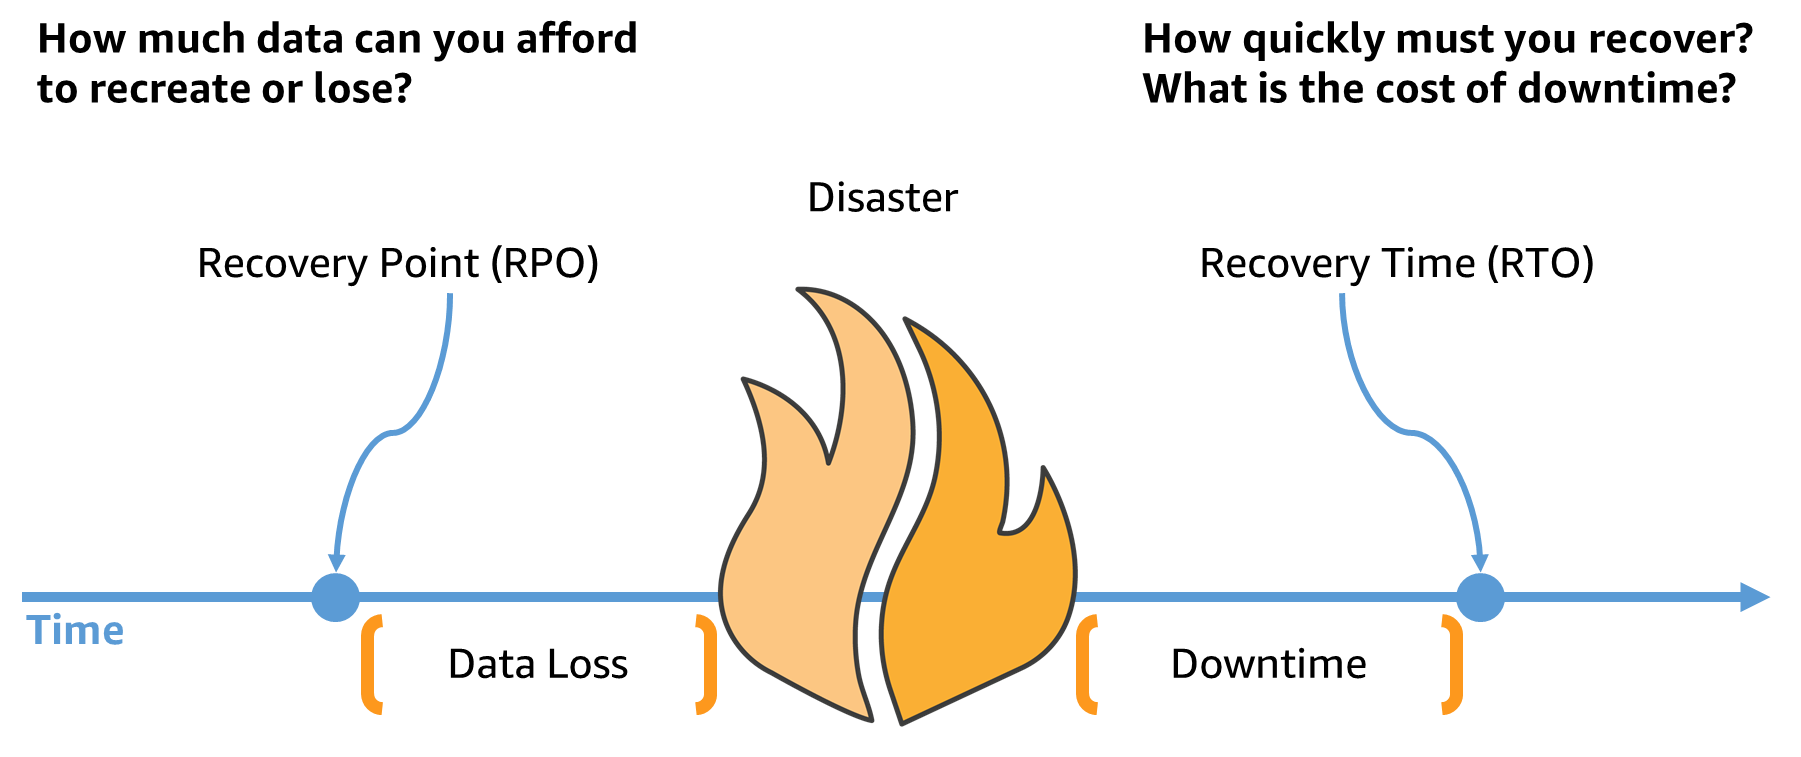 How much data can you afford
to recreate or lose?
How quickly must you recover?
What is the cost of downtime?
Disaster
Recovery Point (RPO)
Recovery Time (RTO)
Time
Data Loss
Downtime